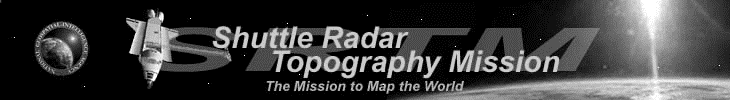 SRTM
Shuttle Radar
Topography Mission
The Mission to Map the World